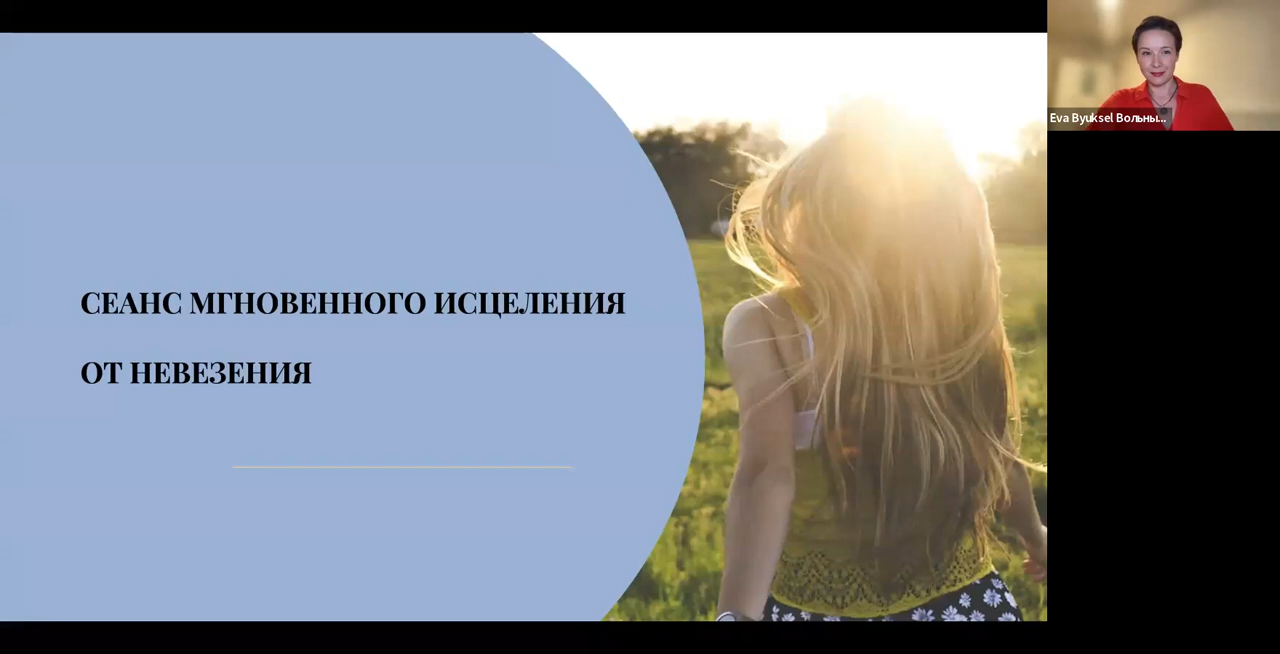 СЕАНС МГНОВЕННОГО ИСЦЕЛЕНИЯ
ОТ НЕВЕЗЕНИЯ
Eva Byuksel Вольны...